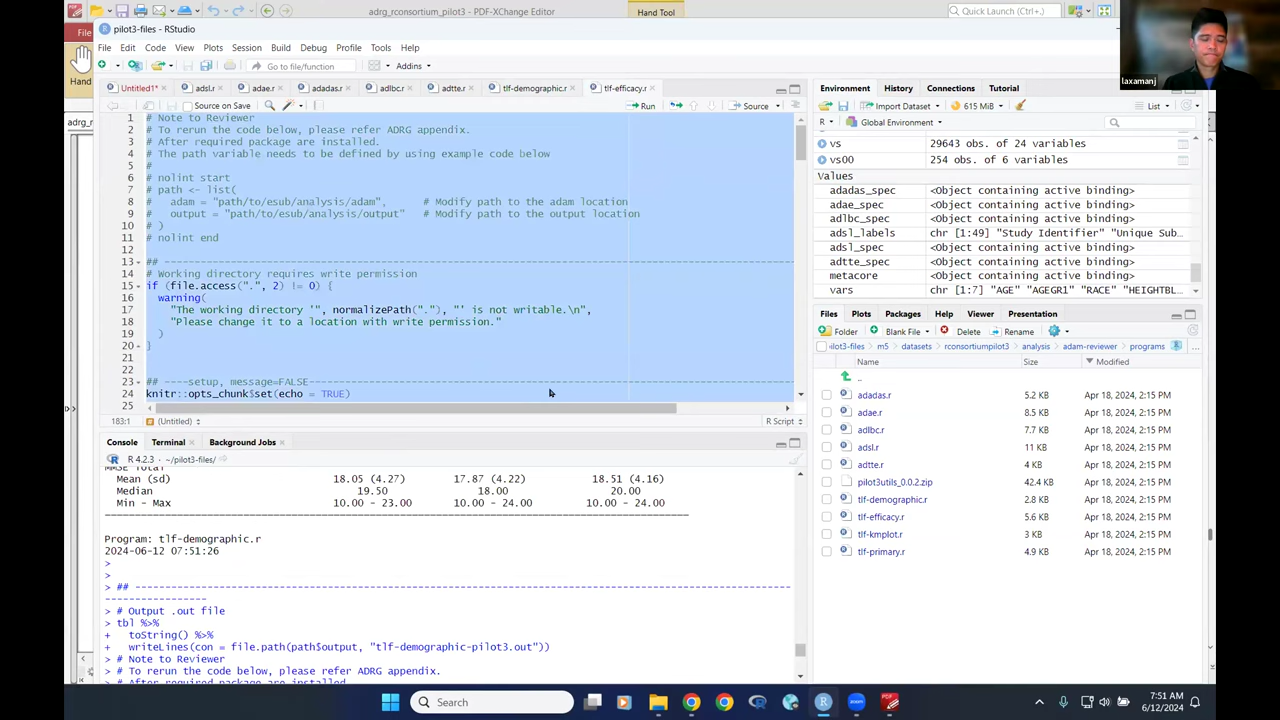 adrg_rconsortium_pilot3 - PDF-XChange Editor
Hand Tool
Quick Launch (Ctrl+.)
File
Hand
adrg_r
laxamanj
pilot3-files - RStudio
File Edit Code View Plots Session Build Debug Profile Tools Help
Go to file/function
Addins
Untitled1*
adsl.r
adae.r
adadas.r
adlbc.r
adtte.r
tlf-demographic.r
tlf-efficacy.r
Source on Save
Run
Source
1 # Note to Reviewer
2 # To rerun the code below, please refer ADRG appendix.
3 # After required package are installed.
4 # The path variable needs to be defined by using example code below
5 #
6 # nolint start
7 # path <- list(
8 #   adam = "path/to/esub/analysis/adam",      # Modify path to the adam location
9 #   output = "path/to/esub/analysis/output"   # Modify path to the output location
10 # )
11 # nolint end
12
13 ## ------------------------------------------------------------------------
14 # Working directory requires write permission
15 if (file.access(".", 2) != 0) {
16   warning(
17     "The working directory '", normalizePath("."), "' is not writable.\n",
18     "Please change it to a location with write permission."
19   )
20 }
21
22
23 ## ----setup, message=FALSE------------------------------------------------
24 knitr::opts_chunk$set(echo = TRUE)
25
183:1 (Untitled) R Script
Console Terminal Background Jobs
R 4.2.3 · ~/pilot3-files/
MMSE Total
Mean (sd) 18.05 (4.27) 17.87 (4.22) 18.51 (4.16)
Median 19.50 18.00 20.00
Min - Max 10.00 - 23.00 10.00 - 24.00 10.00 - 24.00
Program: tlf-demographic.r
2024-06-12 07:51:26
>
>
> ## ------------------------------------------------------------------------
----------------
> # Output .out file
> tbl %>%
+   toString() %>%
+   writeLines(con = file.path(path$output, "tlf-demographic-pilot3.out"))
> # Note to Reviewer
> # To rerun the code below, please refer ADRG appendix.
> # After required package are installed
Environment History Connections Tutorial
Import Dataset 615 MiB List
R Global Environment
vs 29643 obs. of 24 variables
vs00 254 obs. of 6 variables
Values
adadas_spec <Object containing active binding>
adae_spec <Object containing active binding>
adlbc_spec <Object containing active binding>
adsl_labels chr [1:49] "Study Identifier" "Unique Sub…
adsl_spec <Object containing active binding>
adtte_spec <Object containing active binding>
metacore <Object containing active binding>
vars chr [1:7] "AGE" "AGEGR1" "RACE" "HEIGHTBL…
Files Plots Packages Help Viewer Presentation
Folder Blank File Delete Rename
ilot3-files m5 datasets rconsortiumpilot3 analysis adam-reviewer programs ...
Name Size Modified
..
adadas.r 5.2 KB Apr 18, 2024, 2:15 PM
adae.r 8.5 KB Apr 18, 2024, 2:15 PM
adlbc.r 7.7 KB Apr 18, 2024, 2:15 PM
adsl.r 11 KB Apr 18, 2024, 2:15 PM
adtte.r 4 KB Apr 18, 2024, 2:15 PM
pilot3utils_0.0.2.zip 42.4 KB Apr 18, 2024, 2:15 PM
tlf-demographic.r 2.8 KB Apr 18, 2024, 2:15 PM
tlf-efficacy.r 5.6 KB Apr 18, 2024, 2:15 PM
tlf-kmplot.r 3 KB Apr 18, 2024, 2:15 PM
tlf-primary.r 4.9 KB Apr 18, 2024, 2:15 PM
Search
7:51 AM
6/12/2024